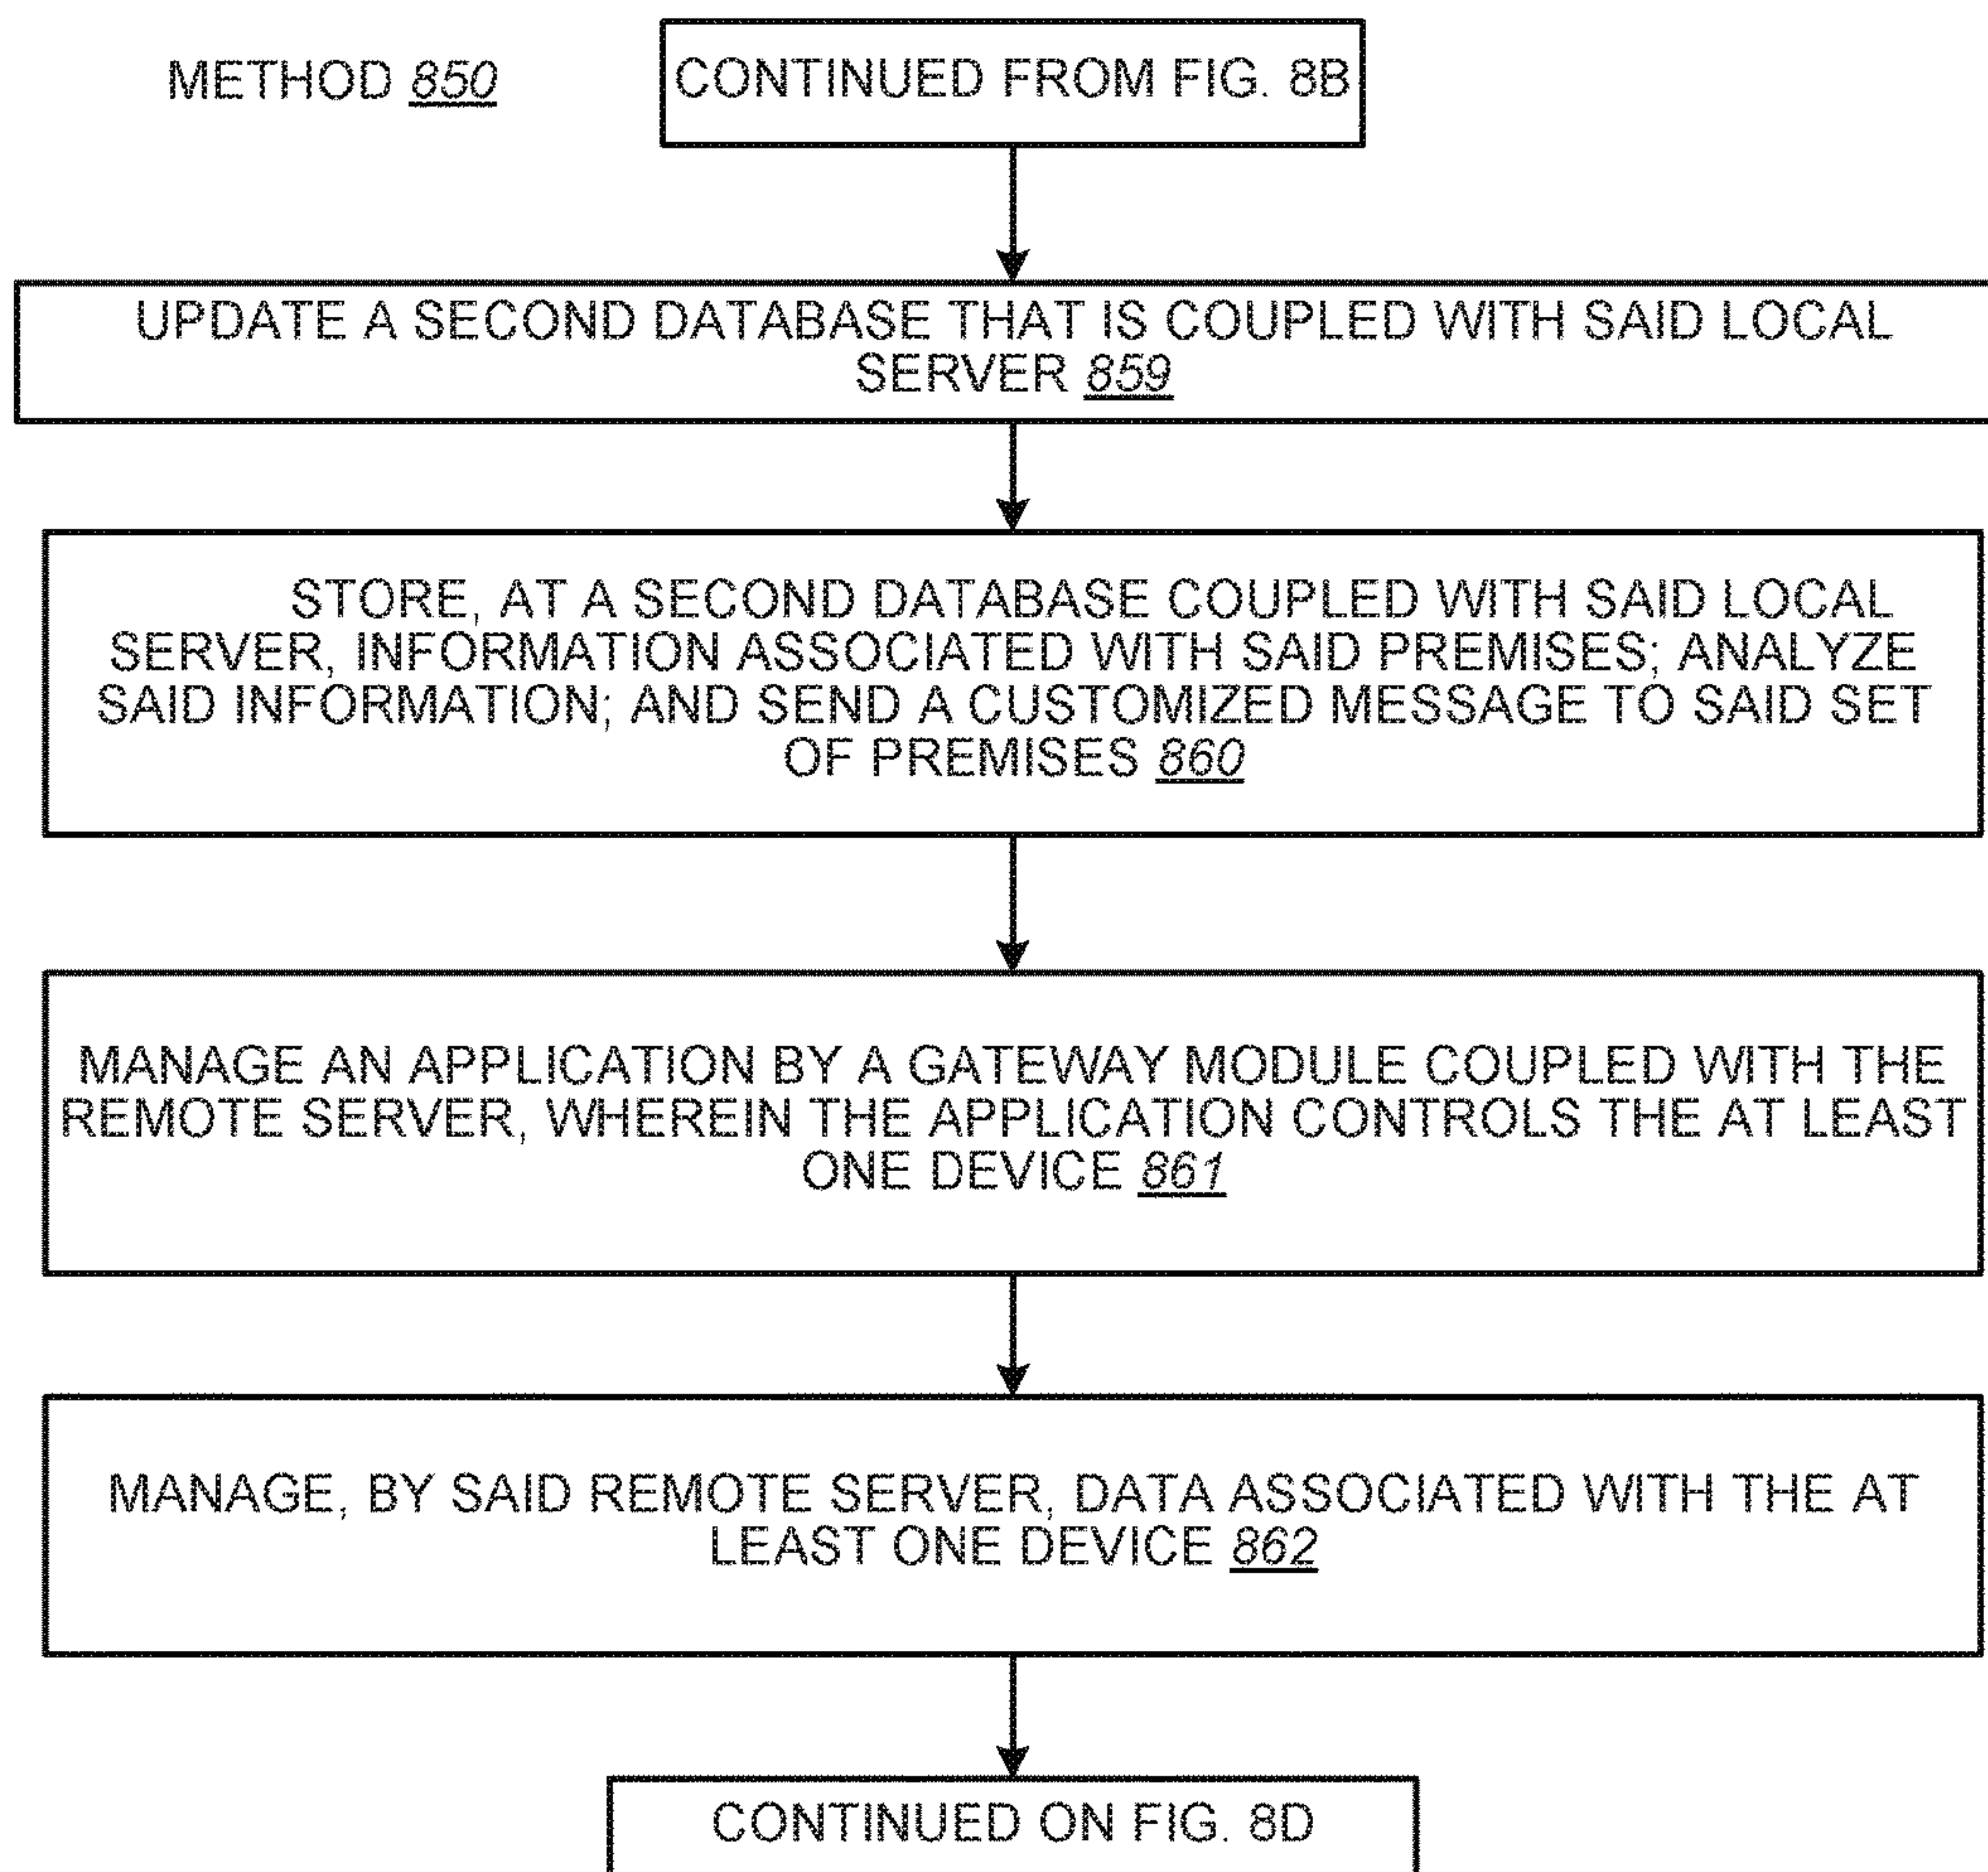 METHOD 850
CONTINUED FROM FIG. 8B
UPDATE A SECOND DATABASE THAT IS COUPLED WITH SAID LOCAL
SERVER 859
STORE, AT A SECOND DATABASE COUPLED WITH SAID LOCAL
SERVER, INFORMATION ASSOCIATED WITH SAID PREMISES; ANALYZE
SAID INFORMATION; AND SEND A CUSTOMIZED MESSAGE TO SAID SET
OF PREMISES 860
MANAGE AN APPLICATION BY A GATEWAY MODULE COUPLED WITH THE
REMOTE SERVER, WHEREIN THE APPLICATION CONTROLS THE AT LEAST
ONE DEVICE 861
MANAGE, BY SAID REMOTE SERVER, DATA ASSOCIATED WITH THE AT
LEAST ONE DEVICE 862
CONTINUED ON FIG. 8D